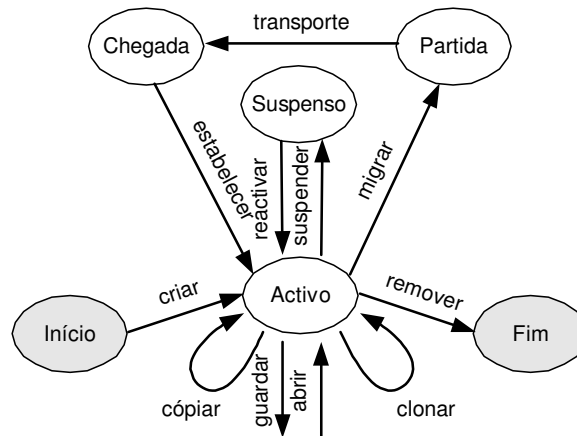 transporte
Chegada
Partida
Suspenso
estabelecer
reactivar
suspender
migrar
criar
Activo
remover
Início
Fim
cópiar
guardar
abrir
clonar